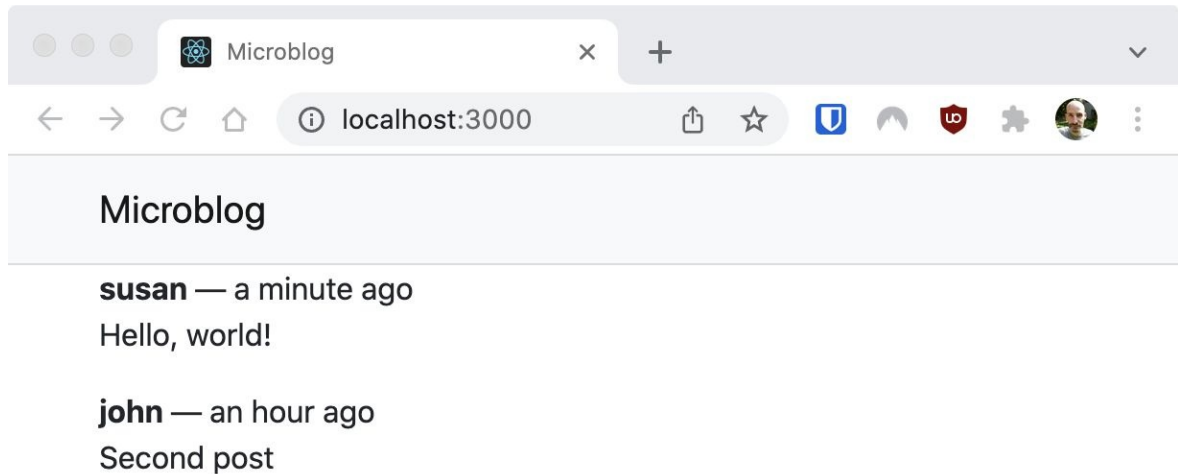 Microblog
localhost:3000
Microblog
susan — a minute ago
Hello, world!
john — an hour ago
Second post